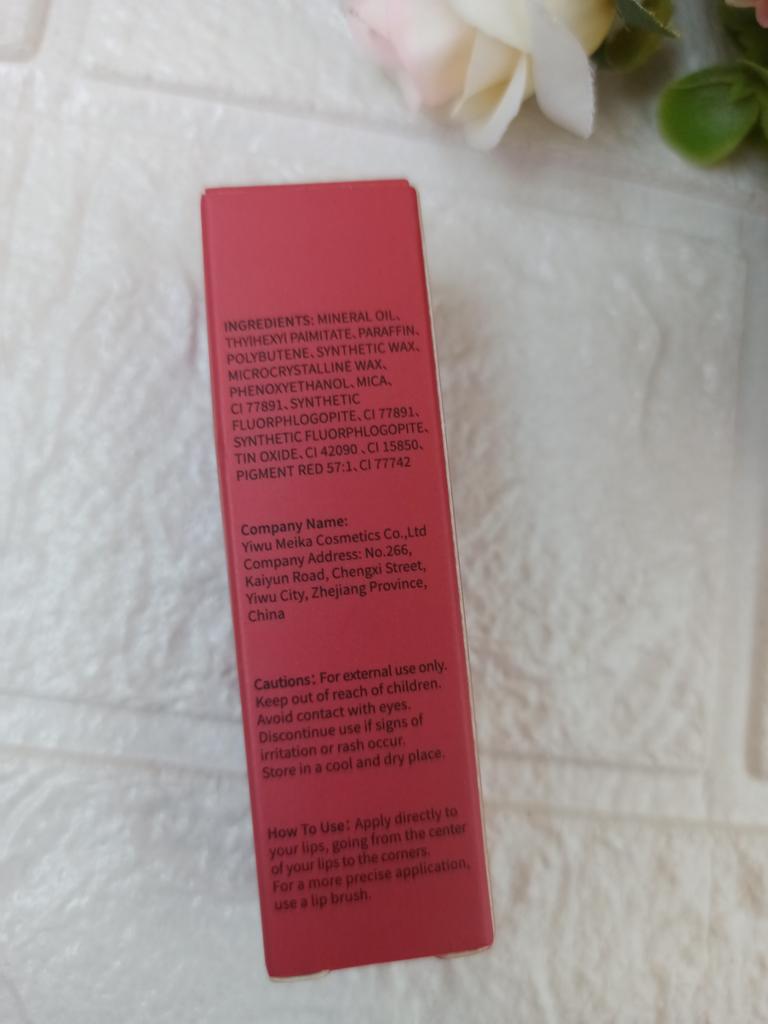 INGREDIENTS: MINERAL OIL、
THYIHEXYI PAIMITATE、PARAFFIN、
POLYBUTENE、SYNTHETIC WAX、
MICROCRYSTALLINE WAX、
PHENOXYETHANOL、MICA、
CI 77891、SYNTHETIC
FLUORPHLOGOPITE、CI 77891、
SYNTHETIC FLUORPHLOGOPITE、
TIN OXIDE、CI 42090 、CI 15850、
PIGMENT RED 57:1、CI 77742
Company Name:
Yiwu Meika Cosmetics Co.,Ltd
Company Address: No.266,
Kaiyun Road, Chengxi Street,
Yiwu City, Zhejiang Province,
China
Cautions: For external use only.
Keep out of reach of children.
Avoid contact with eyes.
Discontinue use if signs of
irritation or rash occur.
Store in a cool and dry place.
How To Use: Apply directly to
your lips, going from the center
of your lips to the corners.
For a more precise application,
use a lip brush.